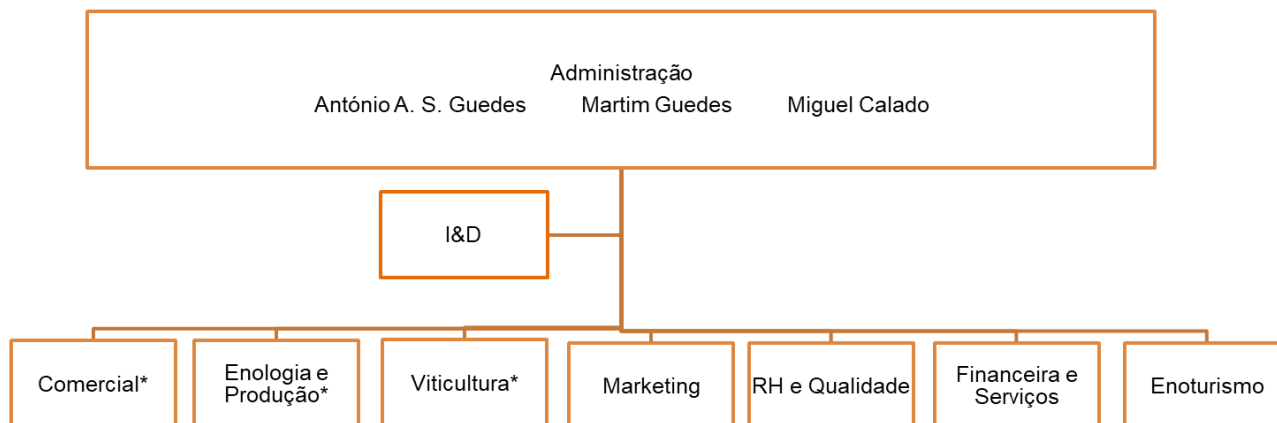 Administração
António A. S. Guedes Martim Guedes Miguel Calado
I&D
Comercial*
Enologia e
Produção*
Viticultura*
Marketing
RH e Qualidade
Financeira e
Serviços
Enoturismo